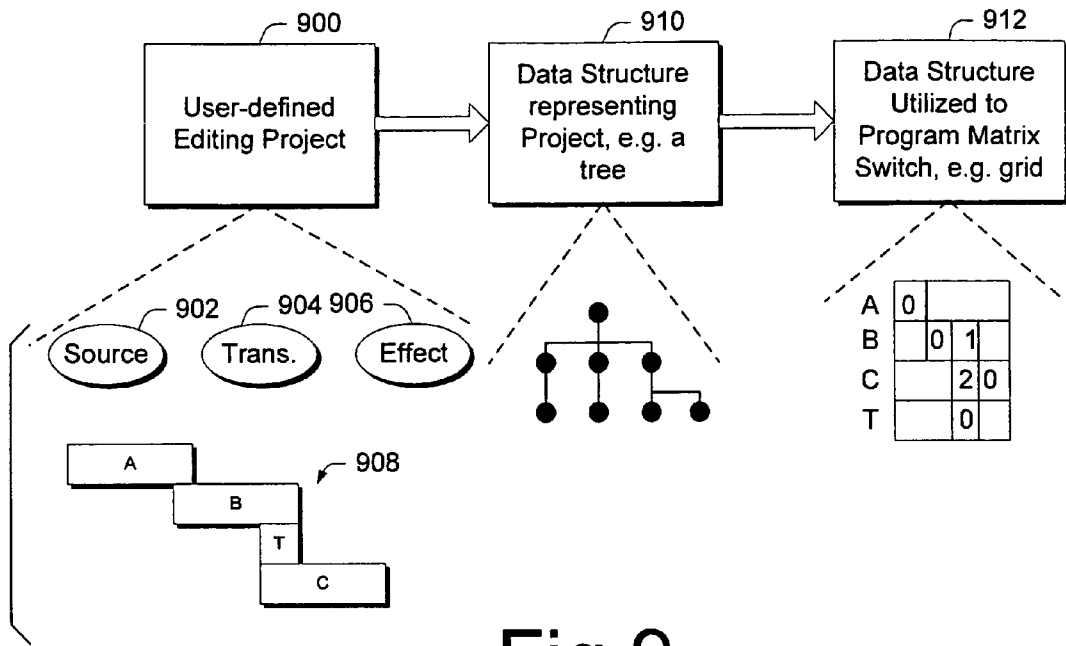 900
910
912
User-defined
Editing Project
Data Structure
representing
Project, e.g. a
tree
Data Structure
Utilized to
Program Matrix
Switch, e.g. grid
902
904
906
Source
Trans.
Effect
A 0
B 0 1
C 2 0
T 0
A
908
B
T
C